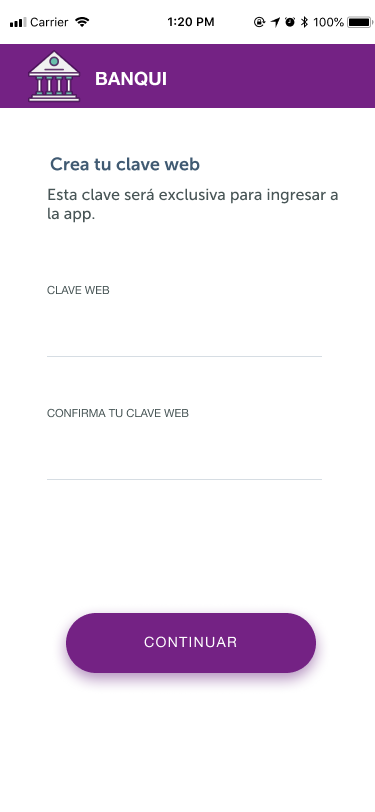 Carrier 1:20 PM 100%
BANQUI
Crea tu clave web
Esta clave será exclusiva para ingresar a
la app.
CLAVE WEB
CONFIRMA TU CLAVE WEB
CONTINUAR